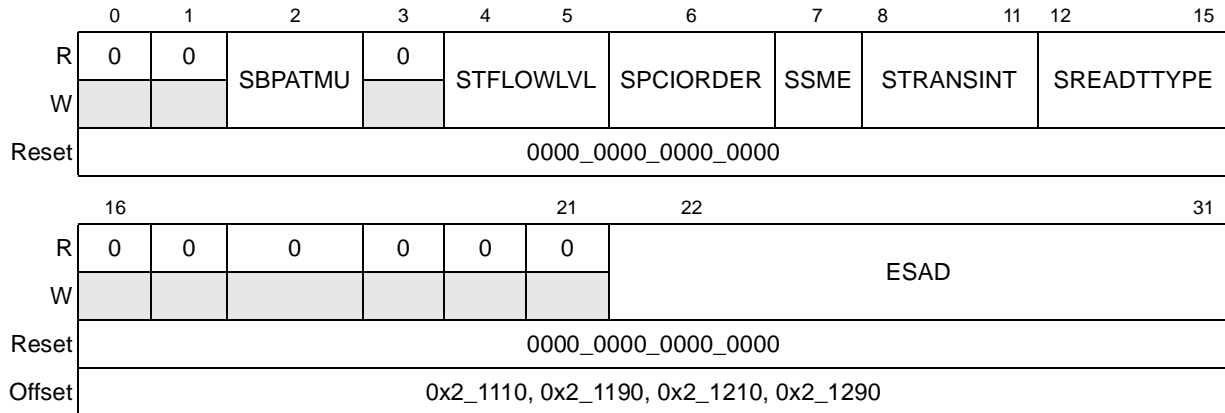 0 1 2 3 4 5 6 7 8 11 12 15
R 0 0 SBPATMU 0 STFLOWLVL SPCIORDER SSME STRANSINT SREADTTYPE
W
Reset 0000_0000_0000_0000
16 21 22 31
R 0 0 0 0 0 0 ESAD
W
Reset 0000_0000_0000_0000
Offset 0x2_1110, 0x2_1190, 0x2_1210, 0x2_1290